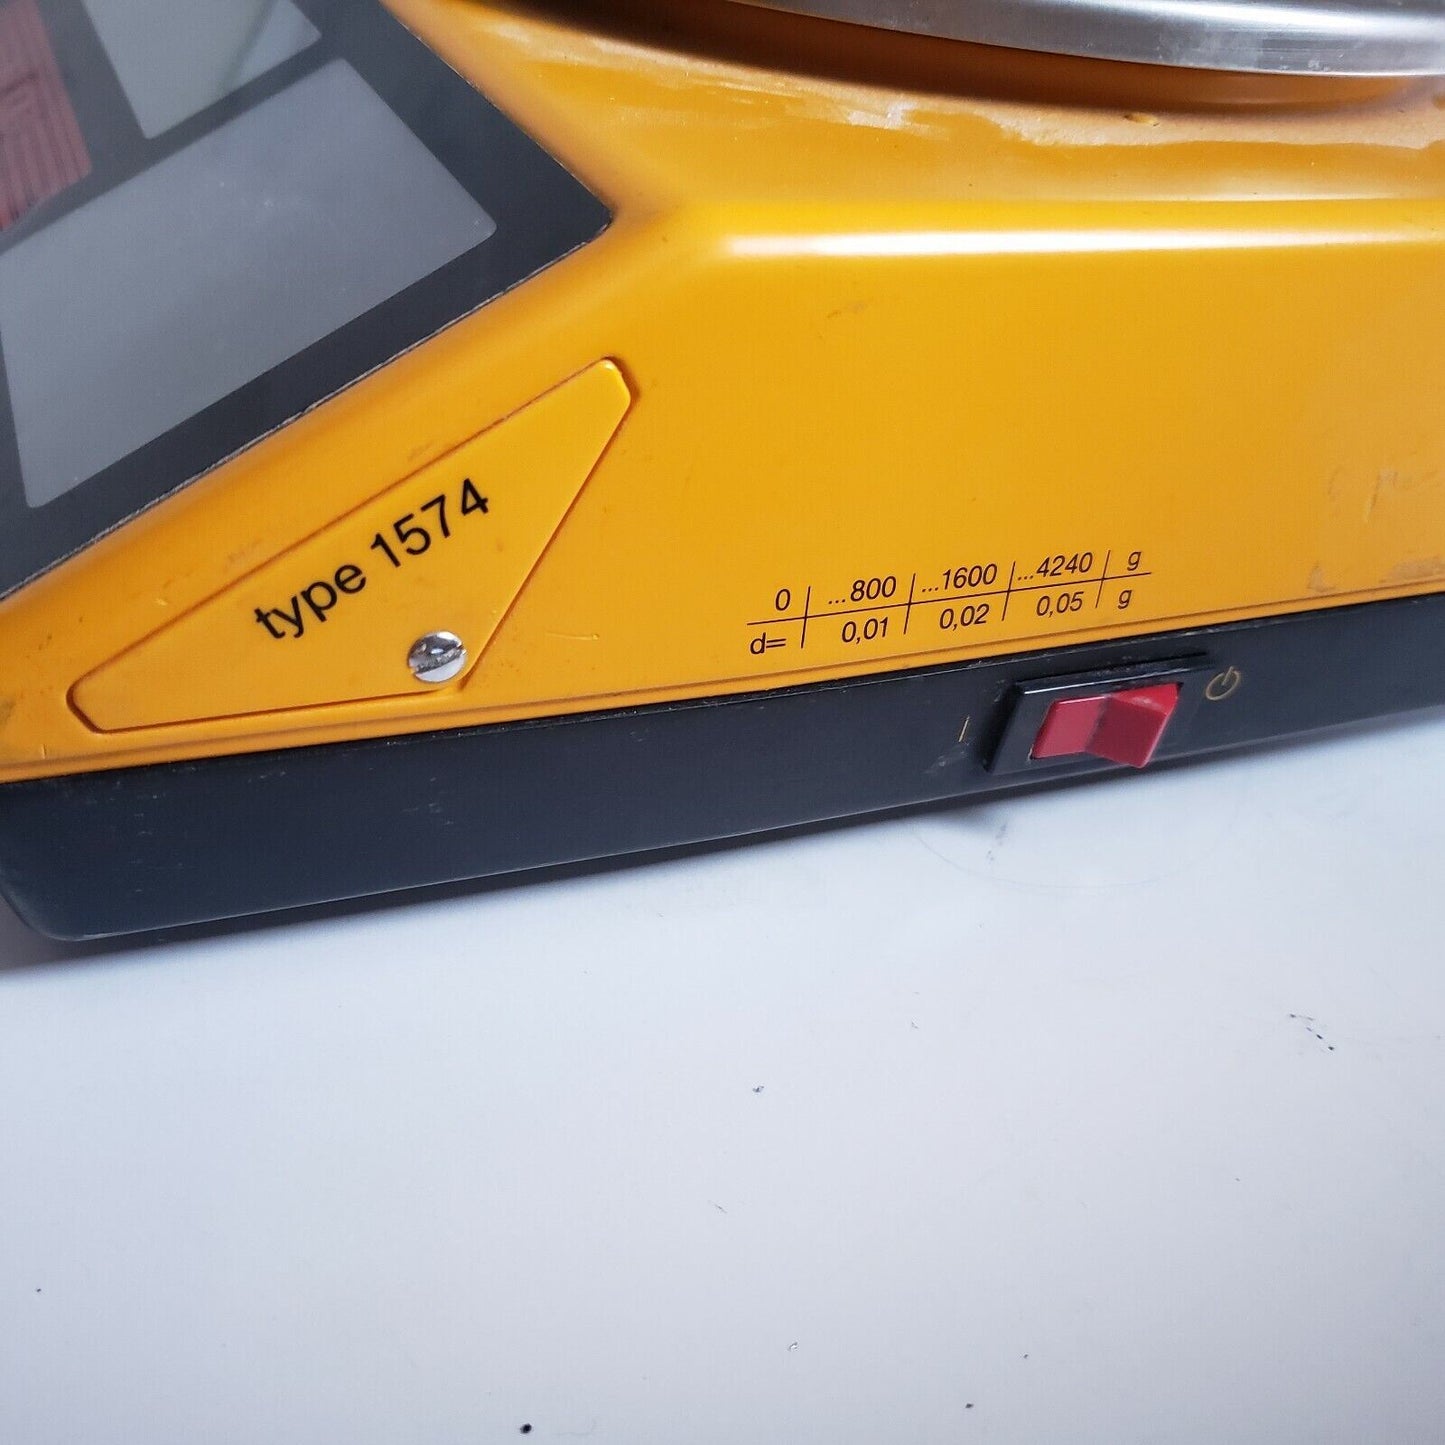 type 1574
0 ...800 ...1600 ...4240 g
d= 0,01 0,02 0,05 g
I